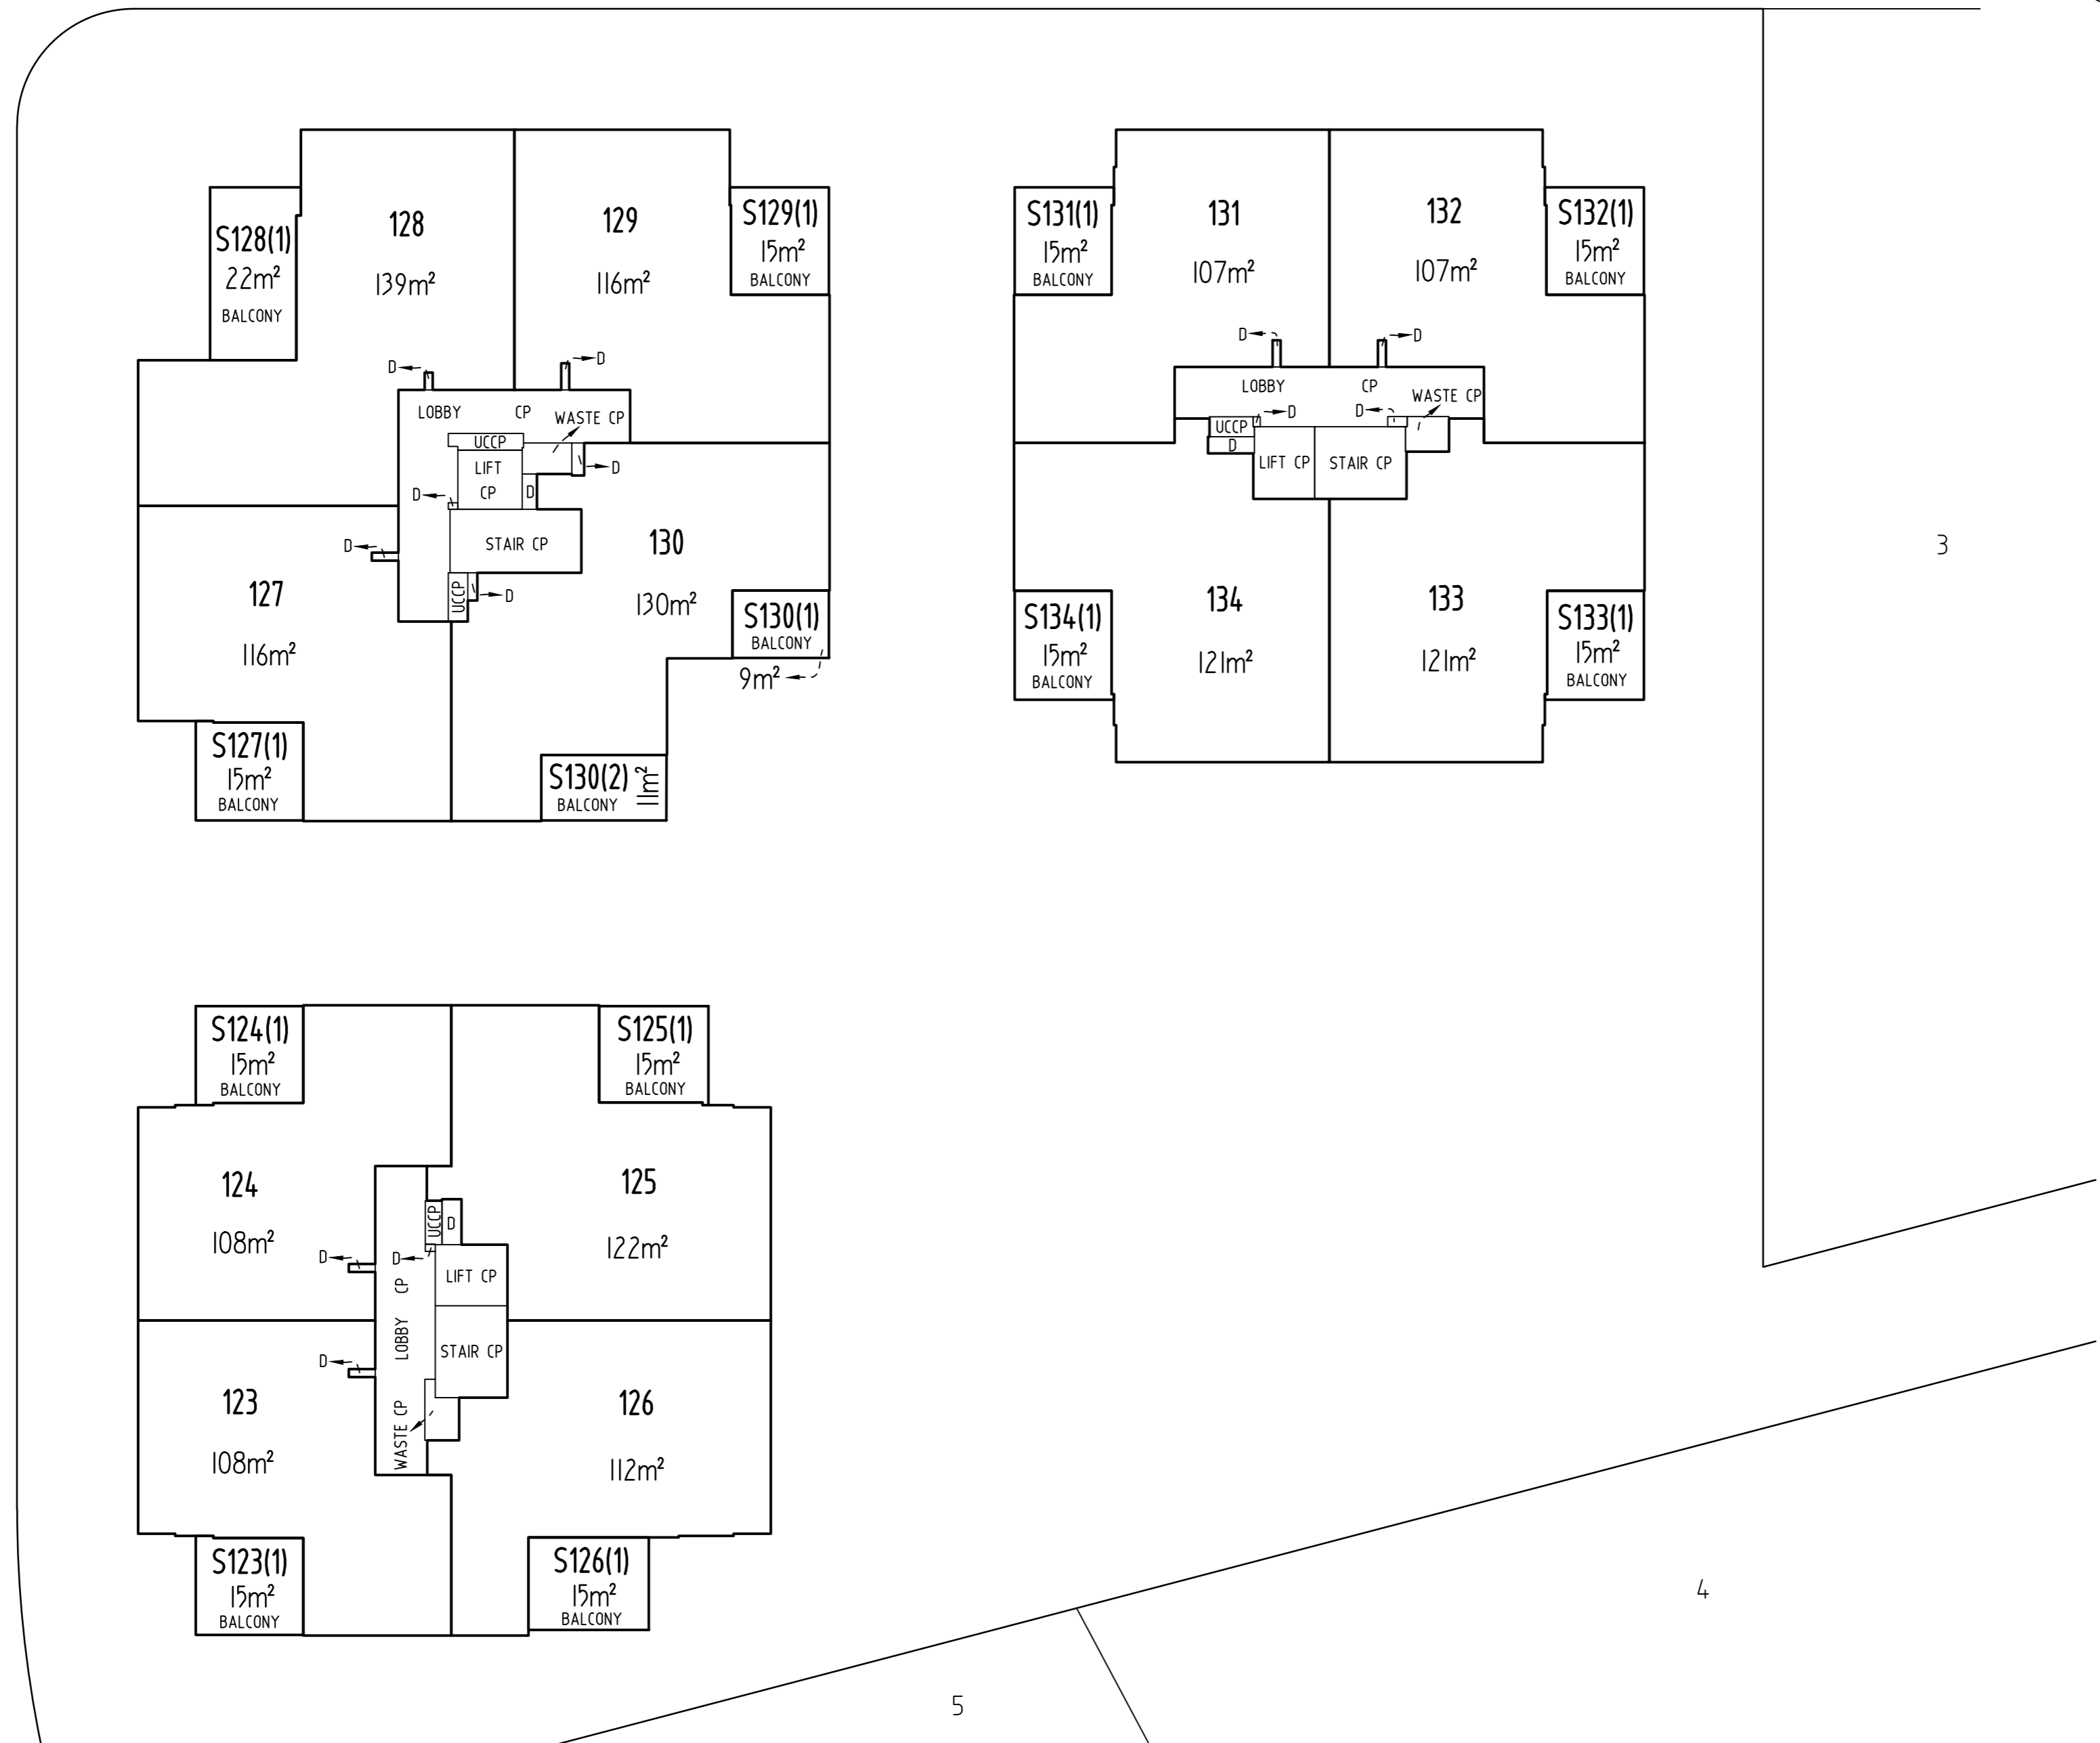 S128(1)
22m²
BALCONY
128
139m²
129
116m²
S129(1)
15m²
BALCONY
D
D
LOBBY CP
WASTE CP
UCCP
LIFT
CP
D
D
D
STAIR CP
D
UCCP
D
127
116m²
130
130m²
S130(1)
BALCONY
9m²
S127(1)
15m²
BALCONY
S130(2)
11m²
BALCONY
S131(1)
15m²
BALCONY
131
107m²
132
107m²
S132(1)
15m²
BALCONY
D
D
LOBBY CP
WASTE CP
D
D
UCCP
D
LIFT CP
STAIR CP
S134(1)
15m²
BALCONY
134
121m²
133
121m²
S133(1)
15m²
BALCONY
3
S124(1)
15m²
BALCONY
S125(1)
15m²
BALCONY
124
108m²
125
122m²
UCCP
D
D
D
LIFT CP
LOBBY CP
STAIR CP
D
WASTE CP
123
108m²
126
112m²
S123(1)
15m²
BALCONY
S126(1)
15m²
BALCONY
4
5